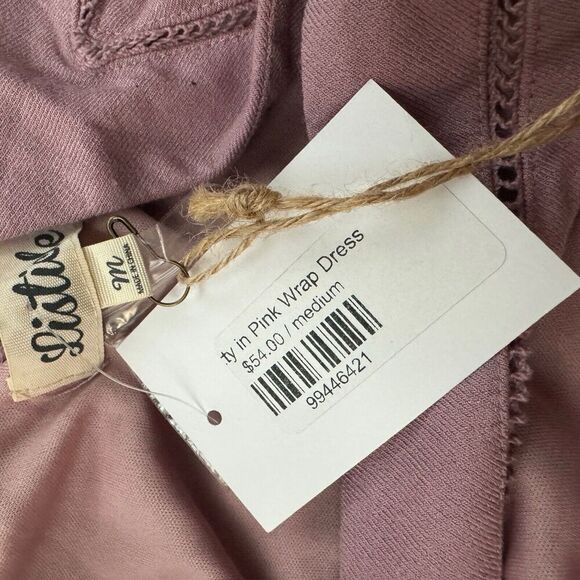 Listicle
M
MADE IN CHINA
.ty in Pink Wrap Dress
$54.00 / medium
99446421